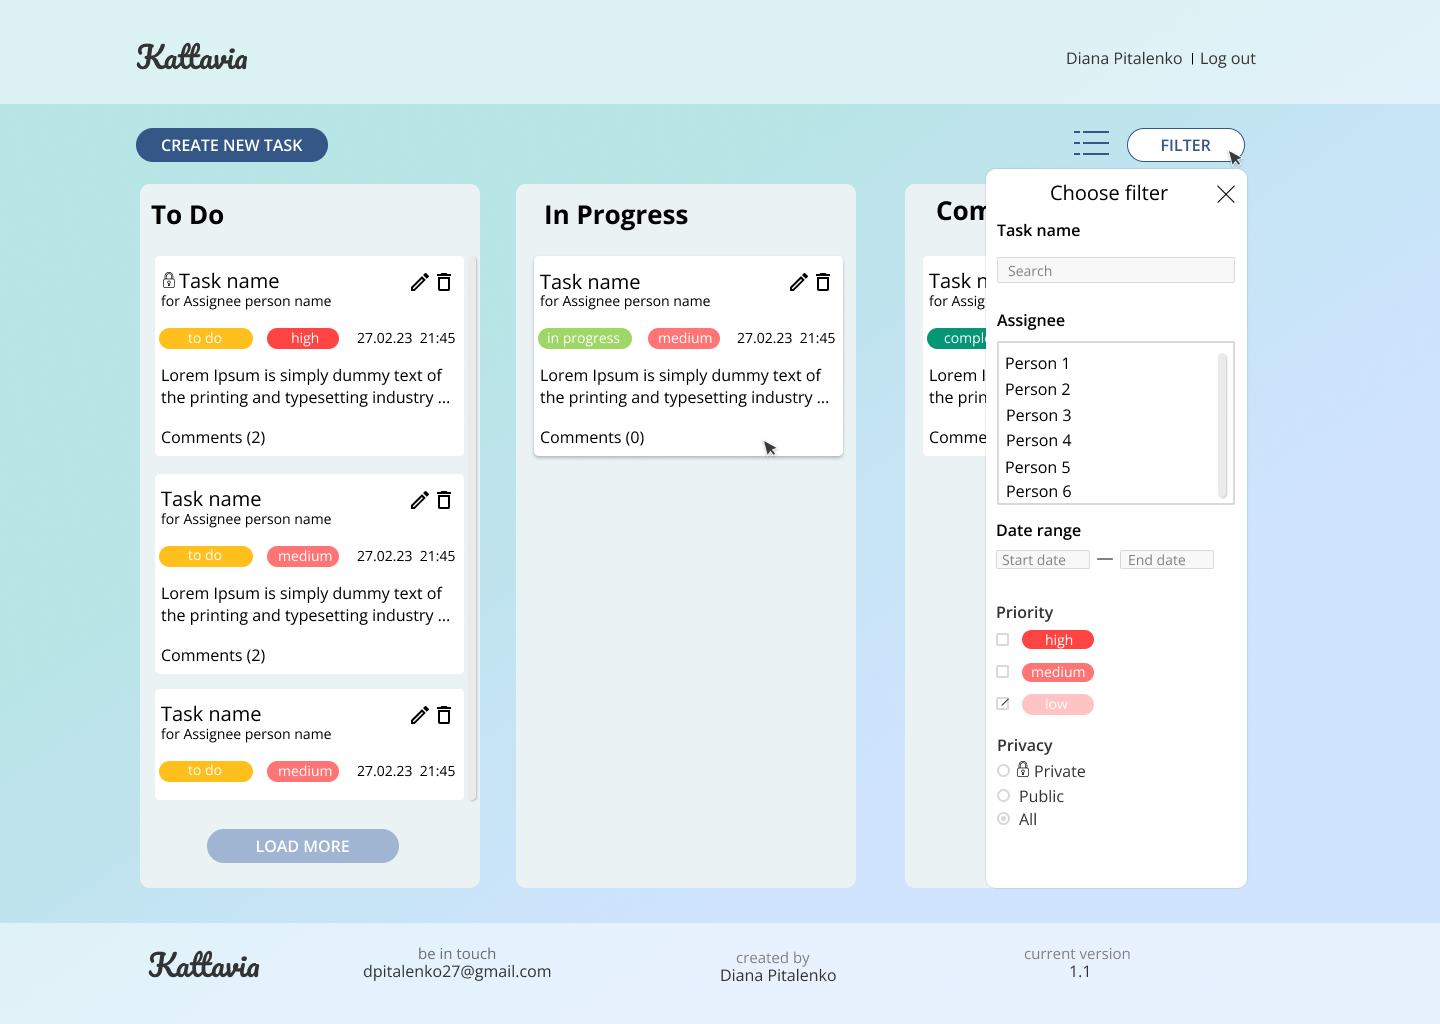 Kattavia
Diana Pitalenko | Log out
CREATE NEW TASK
FILTER
To Do
Task name
for Assignee person name
to do
high
27.02.23 21:45
Lorem Ipsum is simply dummy text of
the printing and typesetting industry ...
Comments (2)
Task name
for Assignee person name
to do
medium
27.02.23 21:45
Lorem Ipsum is simply dummy text of
the printing and typesetting industry ...
Comments (2)
Task name
for Assignee person name
to do
medium
27.02.23 21:45
LOAD MORE
In Progress
Task name
for Assignee person name
in progress
medium
27.02.23 21:45
Lorem Ipsum is simply dummy text of
the printing and typesetting industry ...
Comments (0)
Com
Task n
for Assig
compl
Lorem I
the prin
Comme
Choose filter
Task name
Search
Assignee
Person 1
Person 2
Person 3
Person 4
Person 5
Person 6
Date range
Start date — End date
Priority
high
medium
low
Privacy
Private
Public
All
Kattavia
be in touch
dpitalenko27@gmail.com
created by
Diana Pitalenko
current version
1.1